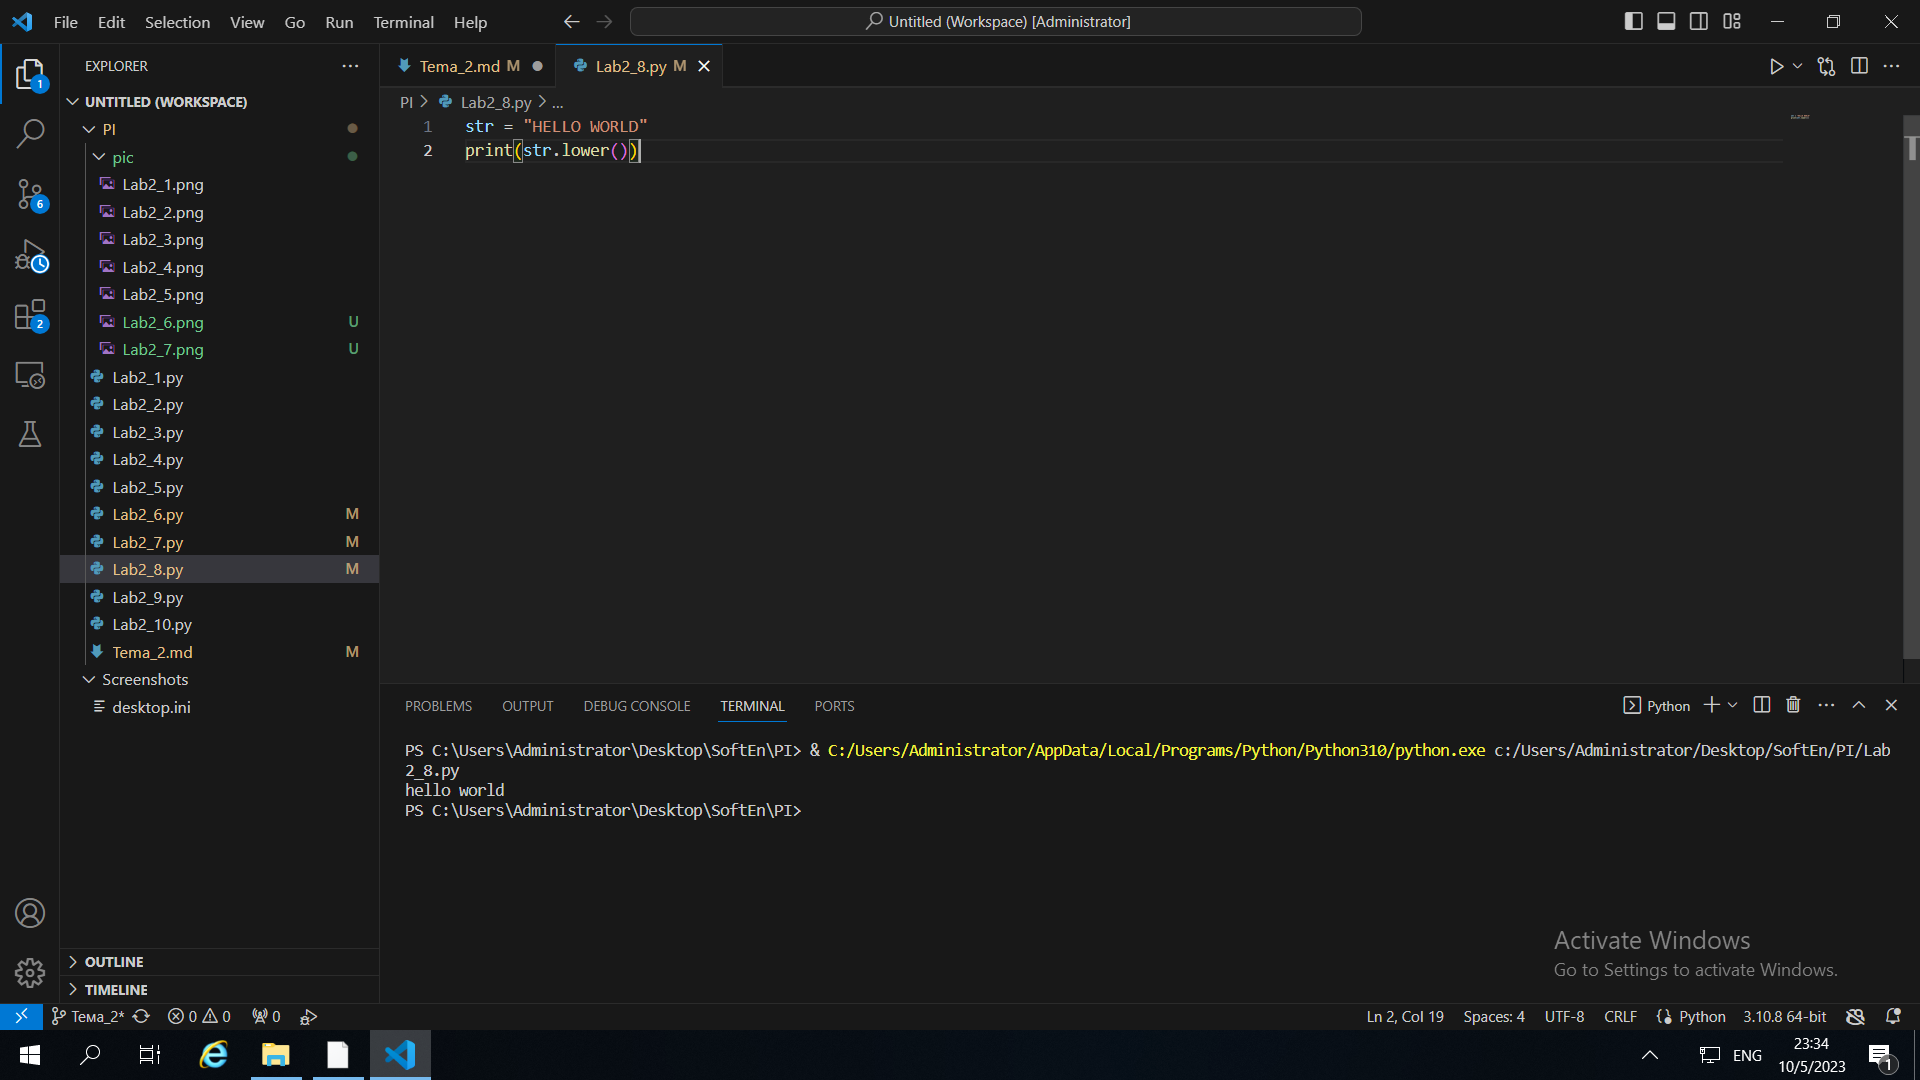 File Edit Selection View Go Run Terminal Help
Untitled (Workspace) [Administrator]
EXPLORER
UNTITLED (WORKSPACE)
PI
pic
Lab2_1.png
Lab2_2.png
Lab2_3.png
Lab2_4.png
Lab2_5.png
Lab2_6.png U
Lab2_7.png U
Lab2_1.py
Lab2_2.py
Lab2_3.py
Lab2_4.py
Lab2_5.py
Lab2_6.py M
Lab2_7.py M
Lab2_8.py M
Lab2_9.py
Lab2_10.py
Tema_2.md M
Screenshots
desktop.ini
OUTLINE
TIMELINE
1
6
2
Tema_2.md M
Lab2_8.py M
PI > Lab2_8.py > ...
1 str = "HELLO WORLD"
2 print(str.lower())
PROBLEMS OUTPUT DEBUG CONSOLE TERMINAL PORTS
Python
PS C:\Users\Administrator\Desktop\SoftEn\PI> & C:/Users/Administrator/AppData/Local/Programs/Python/Python310/python.exe c:/Users/Administrator/Desktop/SoftEn/PI/Lab
2_8.py
hello world
PS C:\Users\Administrator\Desktop\SoftEn\PI>
Activate Windows
Go to Settings to activate Windows.
Тема_2* 0 0 0
Ln 2, Col 19 Spaces: 4 UTF-8 CRLF Python 3.10.8 64-bit
ENG
23:34
10/5/2023
1